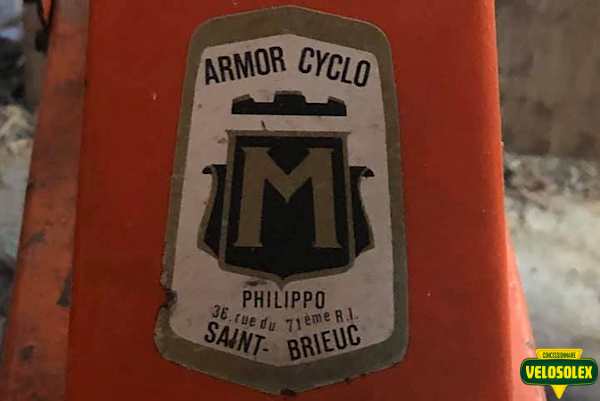 ARMOR CYCLO
M
PHILIPPO
36, rue du 71ème R.I.
SAINT- BRIEUC
CONCESSIONNAIRE
VELOSOLEX